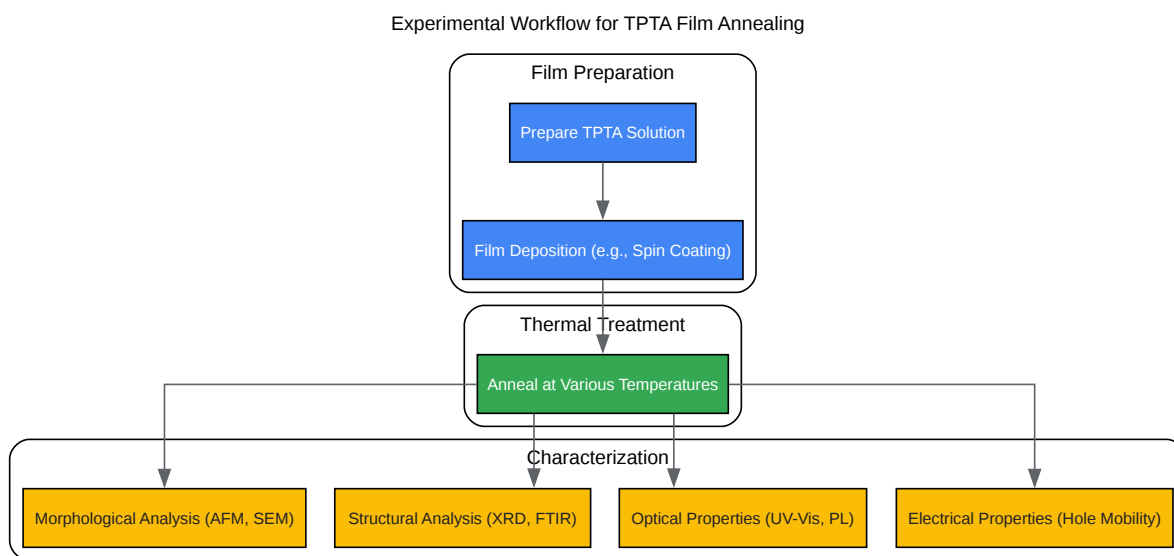 Experimental Workflow for TPTA Film Annealing
Film Preparation
Prepare TPTA Solution
Film Deposition (e.g., Spin Coating)
Thermal Treatment
Anneal at Various Temperatures
Characterization
Morphological Analysis (AFM, SEM)
Structural Analysis (XRD, FTIR)
Optical Properties (UV-Vis, PL)
Electrical Properties (Hole Mobility)